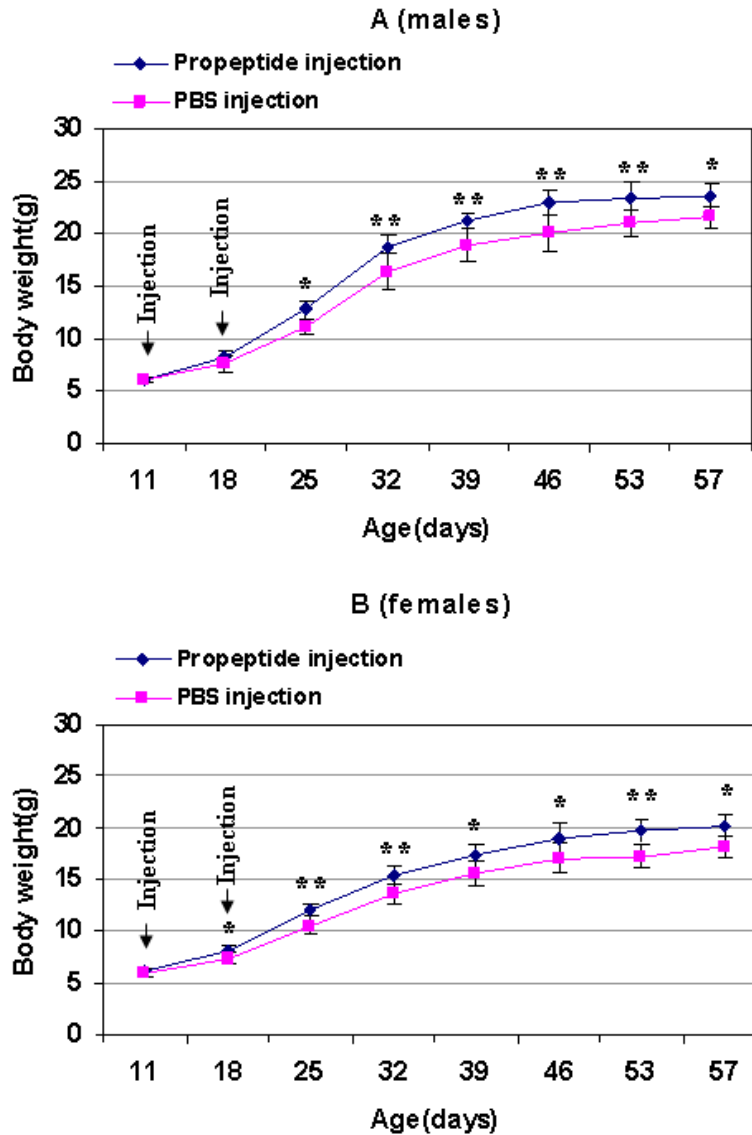 A (males)
Propeptide injection
PBS injection
30
25
20
15
10
5
0
Body weight(g)
Injection
Injection
*
**
**
**
**
*
11 18 25 32 39 46 53 57
Age(days)
B (females)
Propeptide injection
PBS injection
30
25
20
15
10
5
0
Body weight(g)
Injection
Injection
*
**
**
*
*
**
*
11 18 25 32 39 46 53 57
Age(days)